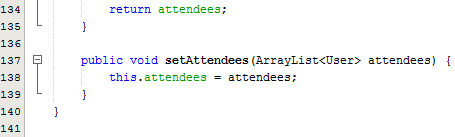 134 return attendees;
135 }
136
137 public void setAttendees(ArrayList<User> attendees) {
138 this.attendees = attendees;
139 }
140 }
141